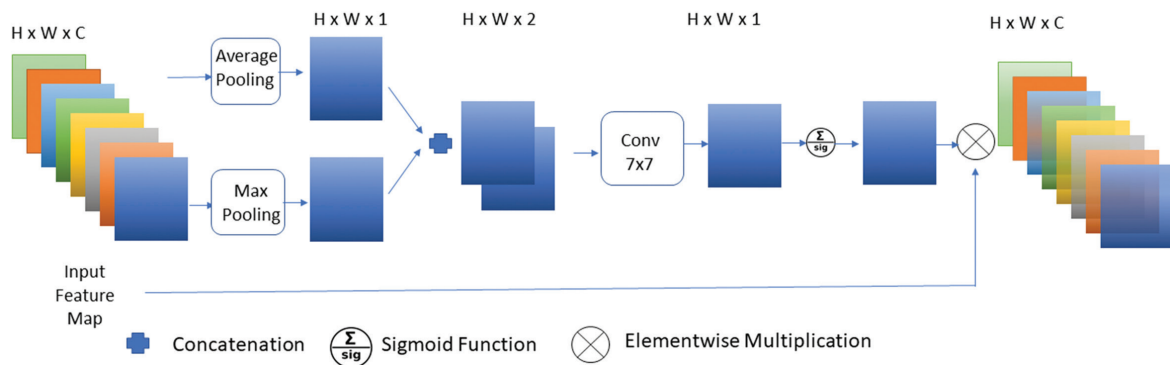 H x W x C
Average
Pooling
H x W x 1
H x W x 2
H x W x 1
H x W x C
Max
Pooling
Conv
7x7
Σ
sig
Input
Feature
Map
Concatenation
Σ
sig
Sigmoid Function
Elementwise Multiplication